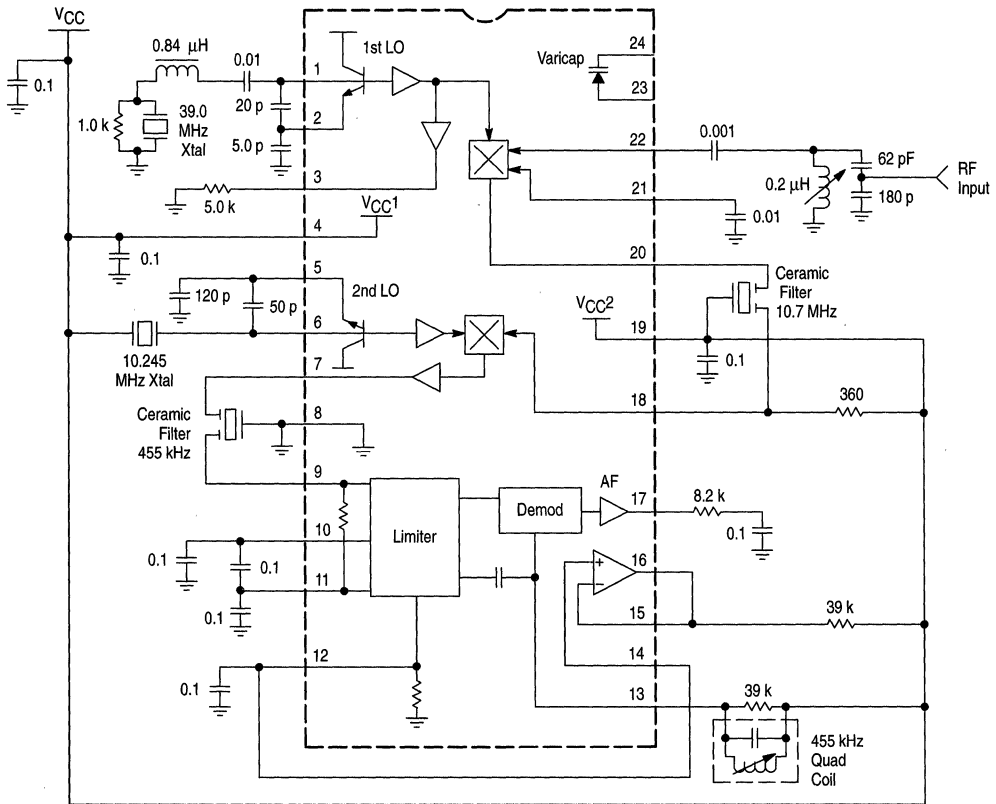 VCC
0.84 μH
0.01
0.1
1.0 k
39.0
MHz
Xtal
20 p
5.0 p
1
2
3
5.0 k
1st LO
VCC1
4
0.1
5
120 p
50 p
2nd LO
6
10.245
MHz Xtal
7
Ceramic
Filter
455 kHz
8
9
10
0.1
0.1
11
0.1
12
0.1
Limiter
Demod
AF
+
−
Varicap
24
23
22
0.001
62 pF
0.2 μH
180 p
RF
Input
21
0.01
20
Ceramic
Filter
10.7 MHz
VCC2
19
0.1
18
360
17
8.2 k
0.1
16
15
39 k
14
13
39 k
455 kHz
Quad
Coil